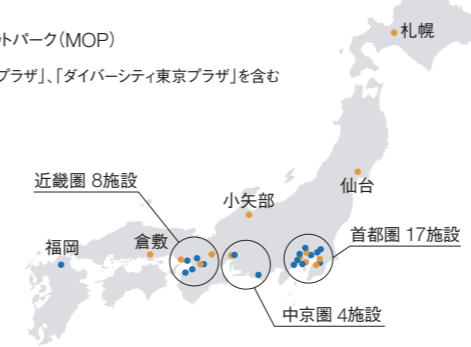 トパーク(MOP)
プラザ」、「ダイバーシティ東京プラザ」を含む
札幌
仙台
近畿圏 8施設
小矢部
首都圏 17施設
倉敷
福岡
中京圏 4施設